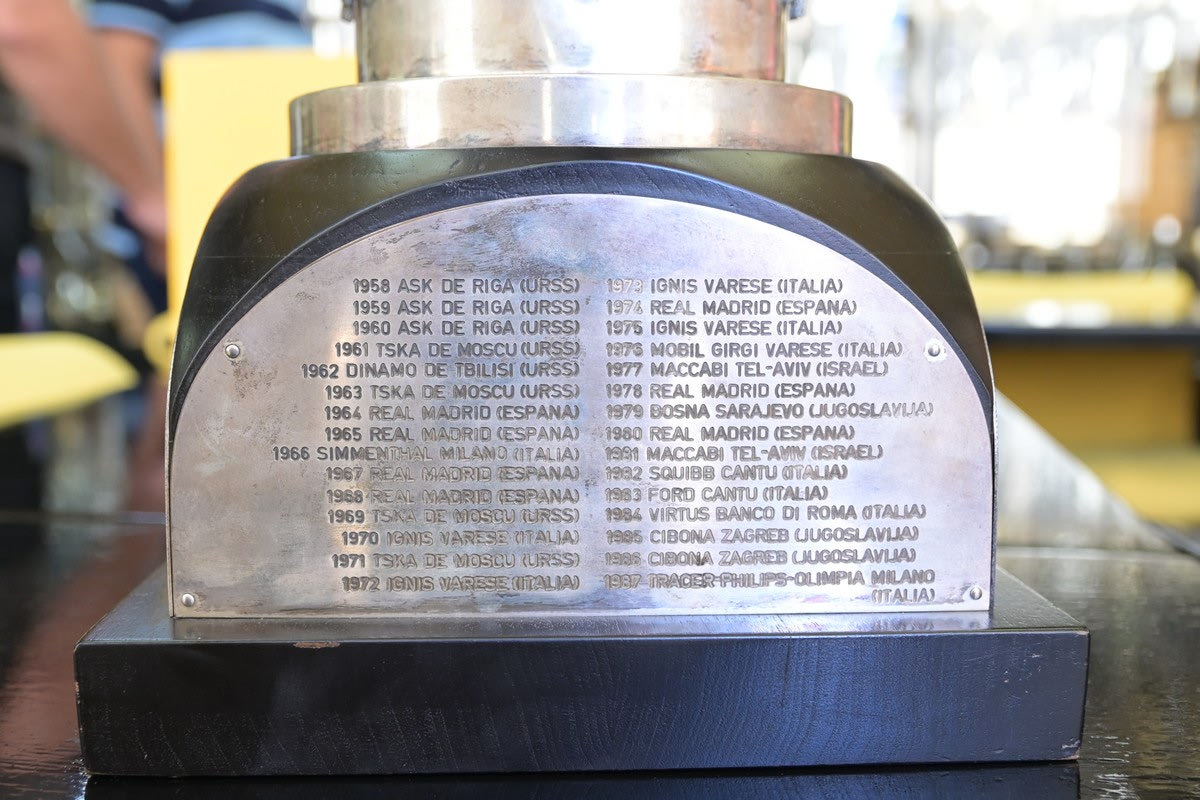 1958 ASK DE RIGA (URSS)
1959 ASK DE RIGA (URSS)
1960 ASK DE RIGA (URSS)
1961 TSKA DE MOSCU (URSS)
1962 DINAMO DE TBILISI (URSS)
1963 TSKA DE MOSCU (URSS)
1964 REAL MADRID (ESPANA)
1965 REAL MADRID (ESPANA)
1966 SIMMENTHAL MILANO (ITALIA)
1967 REAL MADRID (ESPANA)
1968 REAL MADRID (ESPANA)
1969 TSKA DE MOSCU (URSS)
1970 IGNIS VARESE (ITALIA)
1971 TSKA DE MOSCU (URSS)
1972 IGNIS VARESE (ITALIA)
1973 IGNIS VARESE (ITALIA)
1974 REAL MADRID (ESPANA)
1975 IGNIS VARESE (ITALIA)
1976 MOBIL GIRGI VARESE (ITALIA)
1977 MACCABI TEL-AVIV (ISRAEL)
1978 REAL MADRID (ESPANA)
1979 BOSNA SARAJEVO (JUGOSLAVIJA)
1980 REAL MADRID (ESPANA)
1981 MACCABI TEL-AVIV (ISRAEL)
1982 SQUIBB CANTU (ITALIA)
1983 FORD CANTU (ITALIA)
1984 VIRTUS BANCO DI ROMA (ITALIA)
1985 CIBONA ZAGREB (JUGOSLAVIJA)
1986 CIBONA ZAGREB (JUGOSLAVIJA)
1987 TRACER-PHILIPS-OLIMPIA MILANO
(ITALIA)